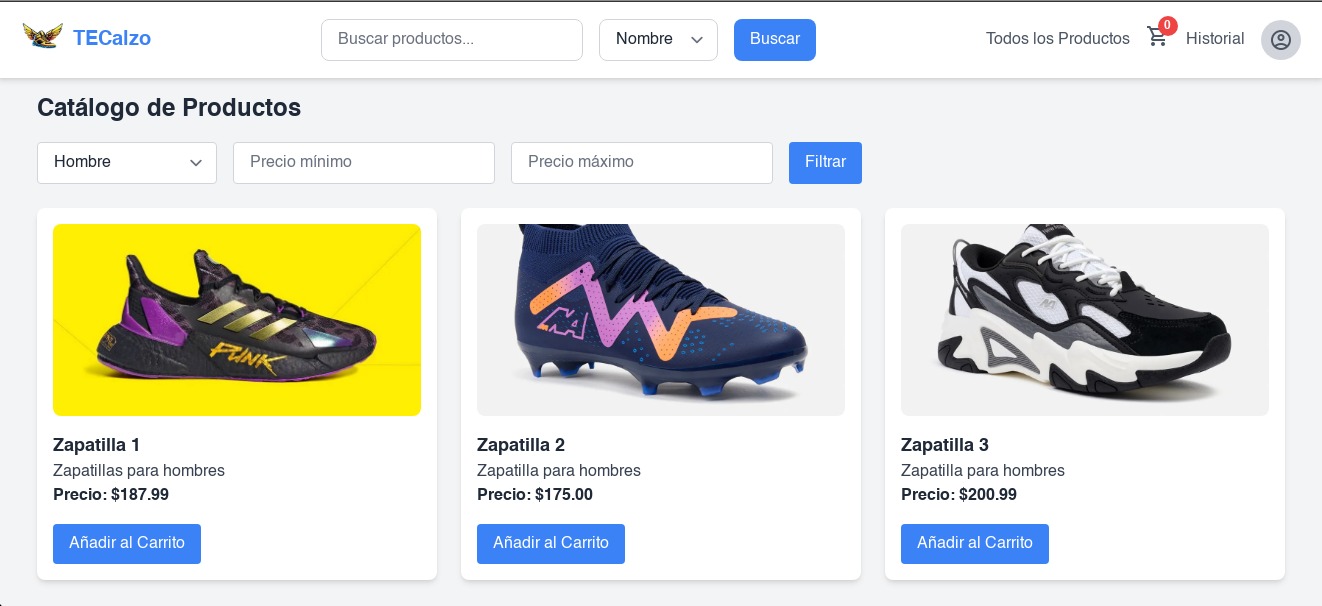 TECalzo
Buscar productos...
Nombre
Buscar
Todos los Productos
0
Historial
Catálogo de Productos
Hombre
Precio mínimo
Precio máximo
Filtrar
PUNK
Zapatilla 1
Zapatillas para hombres
Precio: $187.99
Añadir al Carrito
Zapatilla 2
Zapatilla para hombres
Precio: $175.00
Añadir al Carrito
Zapatilla 3
Zapatilla para hombres
Precio: $200.99
Añadir al Carrito